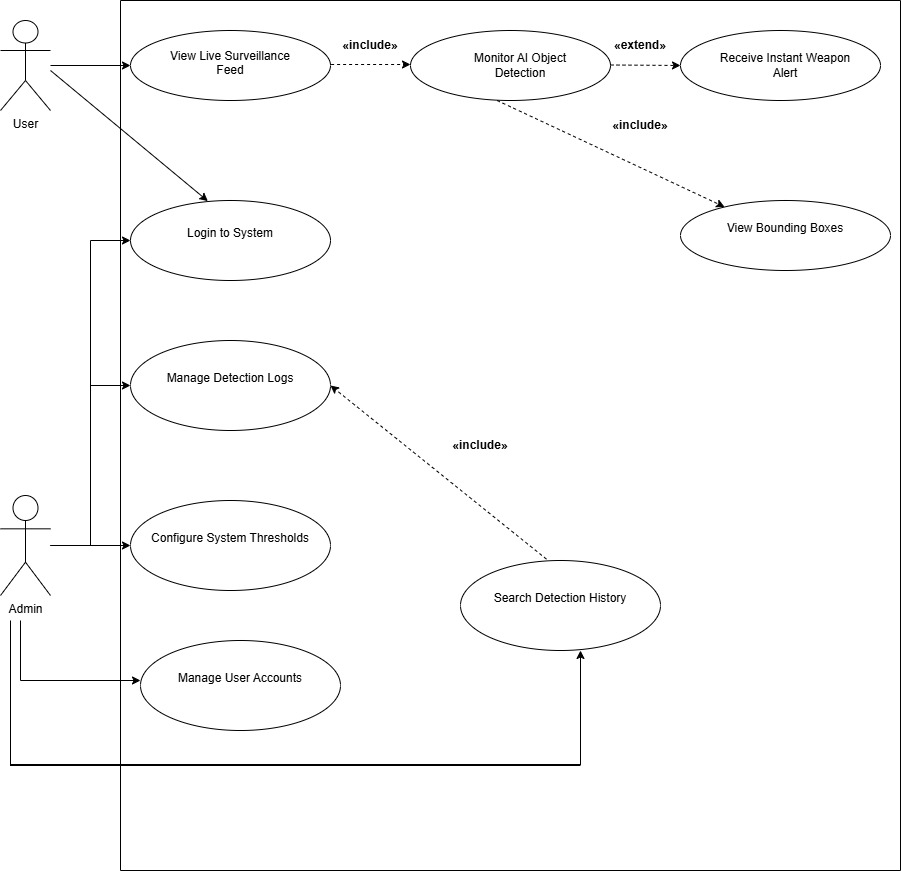 «include»
«extend»
View Live Surveillance
Feed
Monitor AI Object
Detection
Receive Instant Weapon
Alert
User
«include»
Login to System
View Bounding Boxes
Manage Detection Logs
«include»
Configure System Thresholds
Search Detection History
Admin
Manage User Accounts